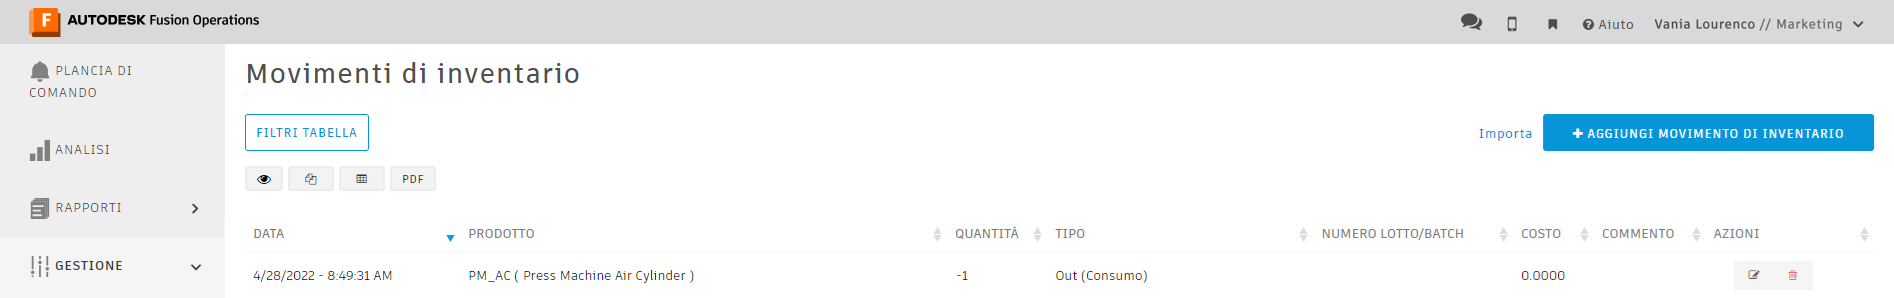 AUTODESK Fusion Operations
Aiuto
Vania Lourenco // Marketing
PLANCIA DI
COMANDO
ANALISI
RAPPORTI
GESTIONE
Movimenti di inventario
FILTRI TABELLA
Importa
+ AGGIUNGI MOVIMENTO DI INVENTARIO
PDF
DATA PRODOTTO QUANTITÀ TIPO NUMERO LOTTO/BATCH COSTO COMMENTO AZIONI
4/28/2022 - 8:49:31 AM PM_AC ( Press Machine Air Cylinder ) -1 Out (Consumo) 0.0000